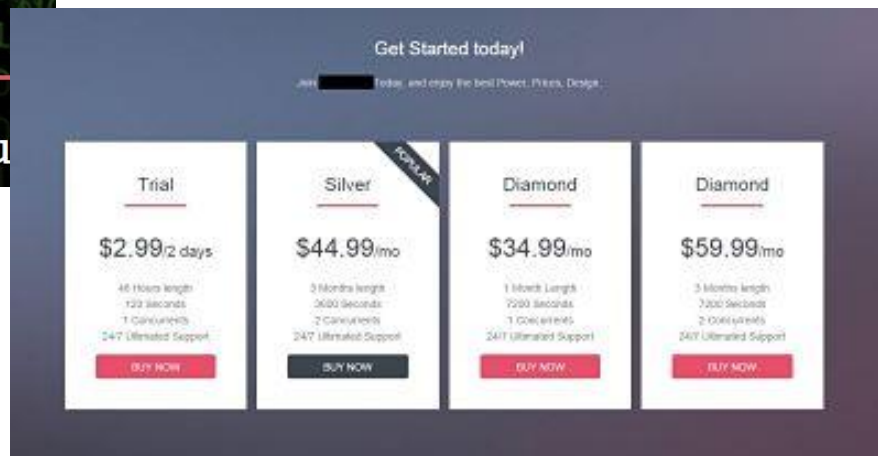 Get Started today!
Join Today, and enjoy the best Power, Prices, Design.
POPULAR
Trial
$2.99/2 days
48 Hours length
120 Seconds
1 Concurrents
24/7 Ultimated Support
BUY NOW
Silver
$44.99/mo
3 Months length
3600 Seconds
2 Concurrents
24/7 Ultimated Support
BUY NOW
Diamond
$34.99/mo
1 Month Length
7200 Seconds
1 Concurrents
24/7 Ultimated Support
BUY NOW
Diamond
$59.99/mo
3 Months length
7200 Seconds
2 Concurrents
24/7 Ultimated Support
BUY NOW